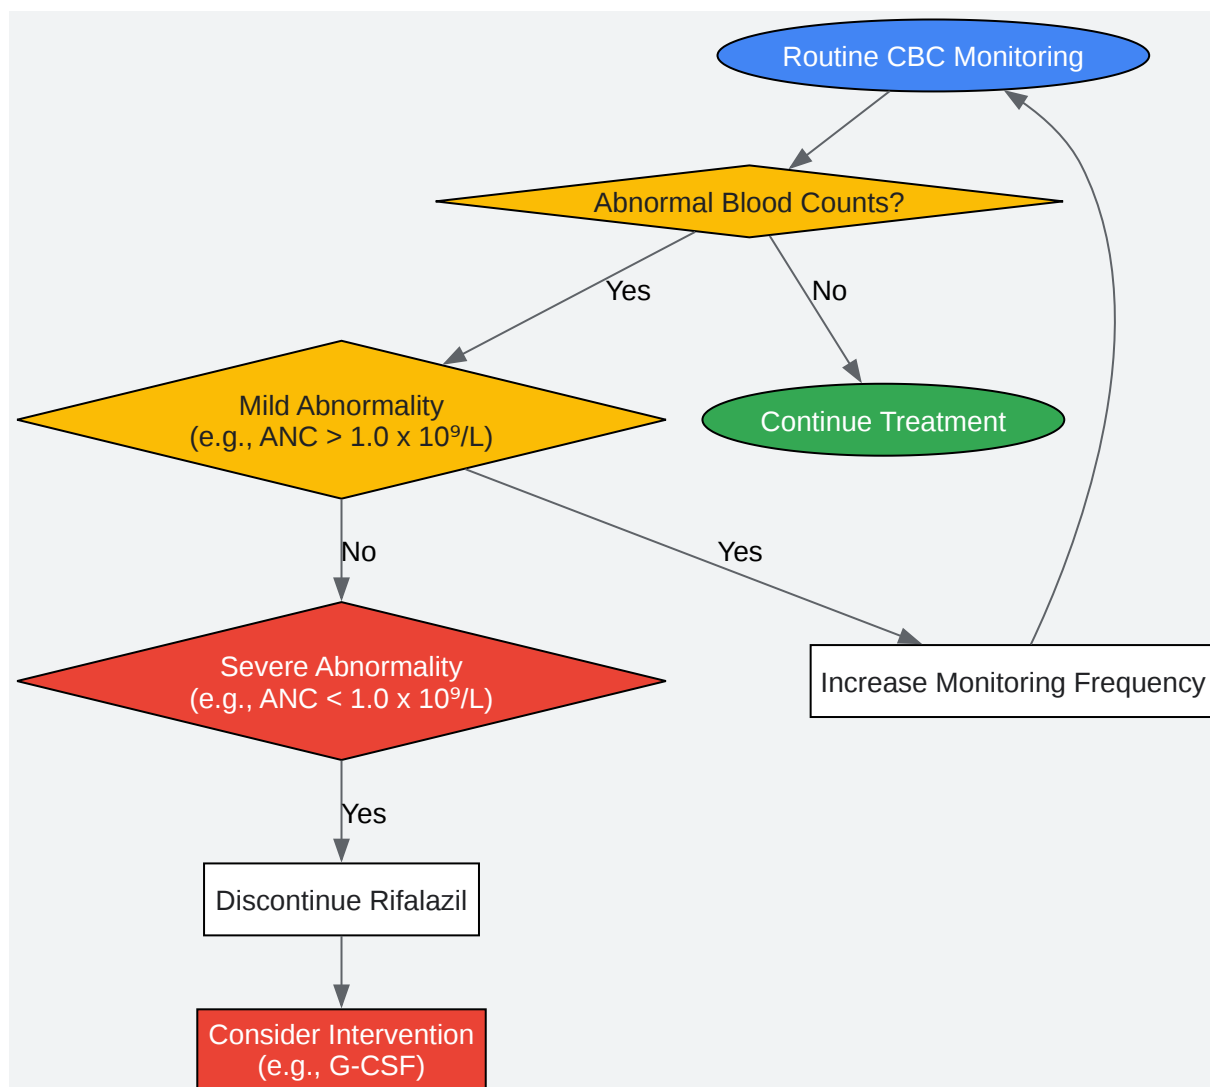 Routine CBC Monitoring
Abnormal Blood Counts?
Yes
No
Mild Abnormality
(e.g., ANC > 1.0 x 10⁹/L)
Continue Treatment
No
Yes
Severe Abnormality
(e.g., ANC < 1.0 x 10⁹/L)
Increase Monitoring Frequency
Yes
Discontinue Rifalazil
Consider Intervention
(e.g., G-CSF)